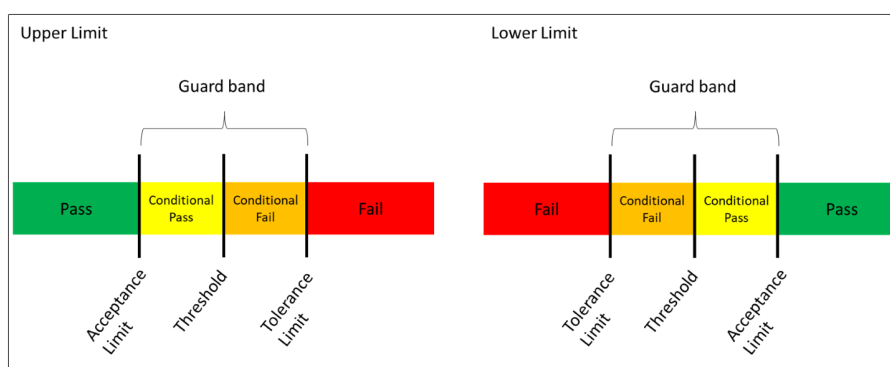 Upper Limit
Guard band
Pass
Conditional
Pass
Conditional
Fail
Fail
Acceptance
Limit
Threshold
Tolerance
Limit
Lower Limit
Guard band
Fail
Conditional
Fail
Conditional
Pass
Pass
Tolerance
Limit
Threshold
Acceptance
Limit